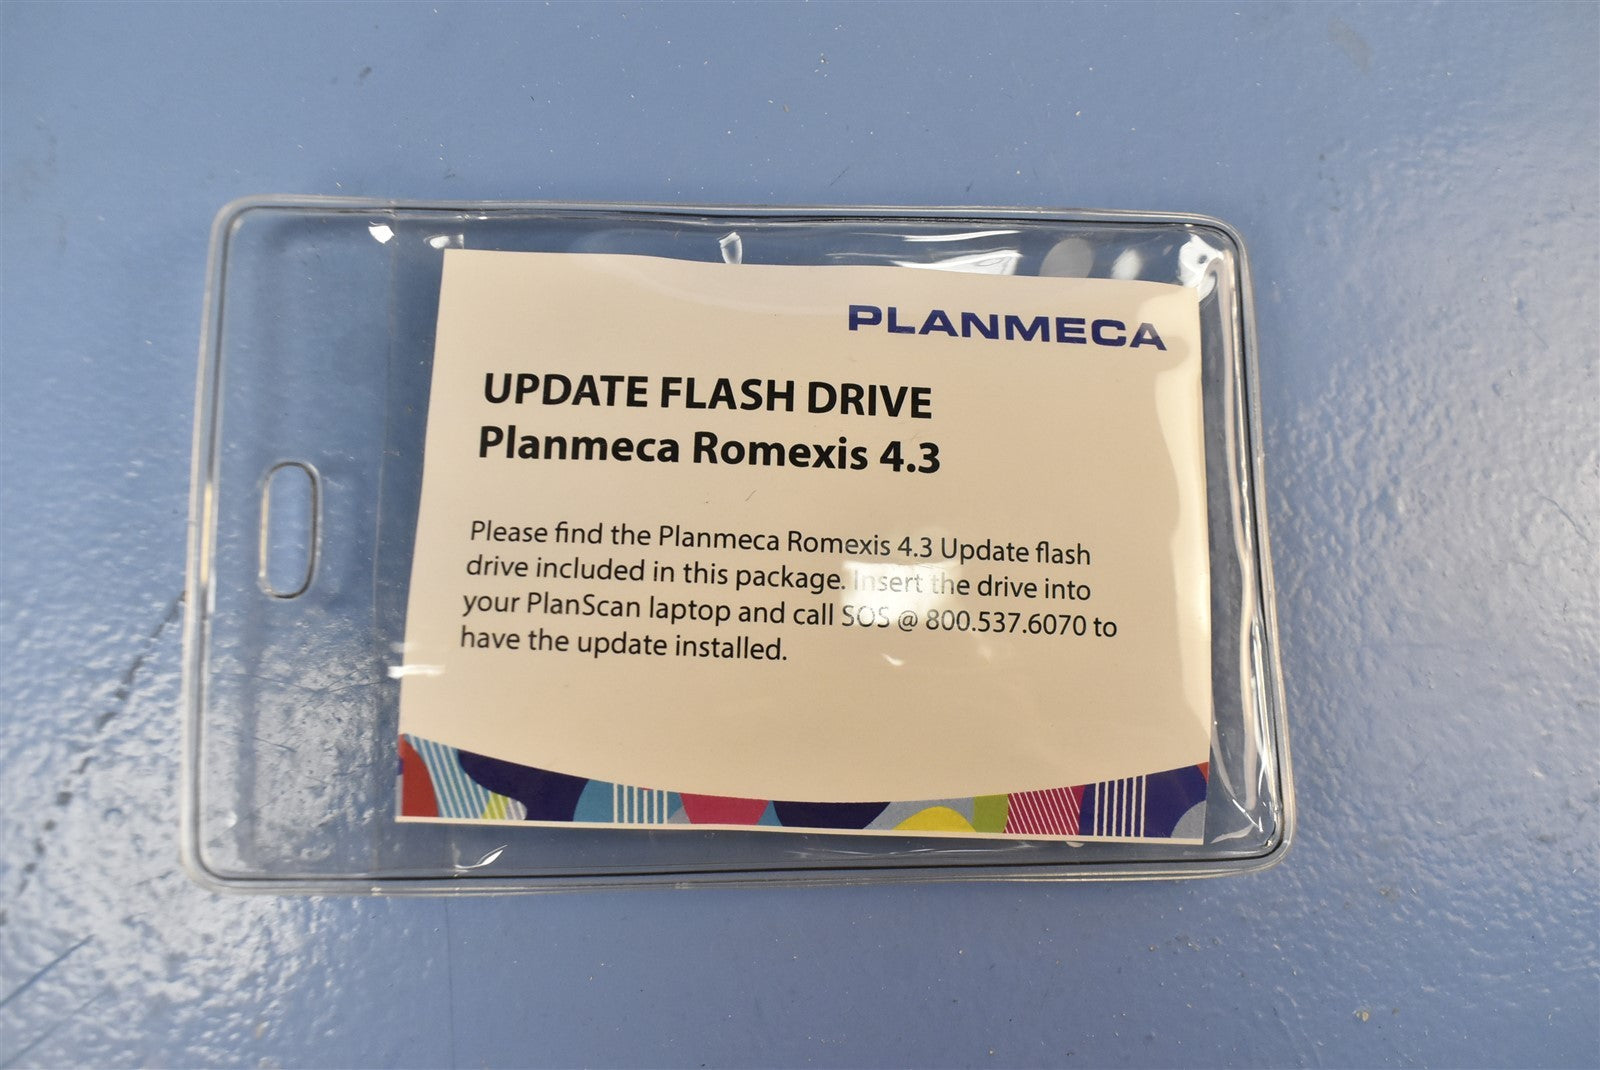 PLANMECA
UPDATE FLASH DRIVE
Planmeca Romexis 4.3
Please find the Planmeca Romexis 4.3 Update flash
drive included in this package. Insert the drive into
your PlanScan laptop and call SOS @ 800.537.6070 to
have the update installed.